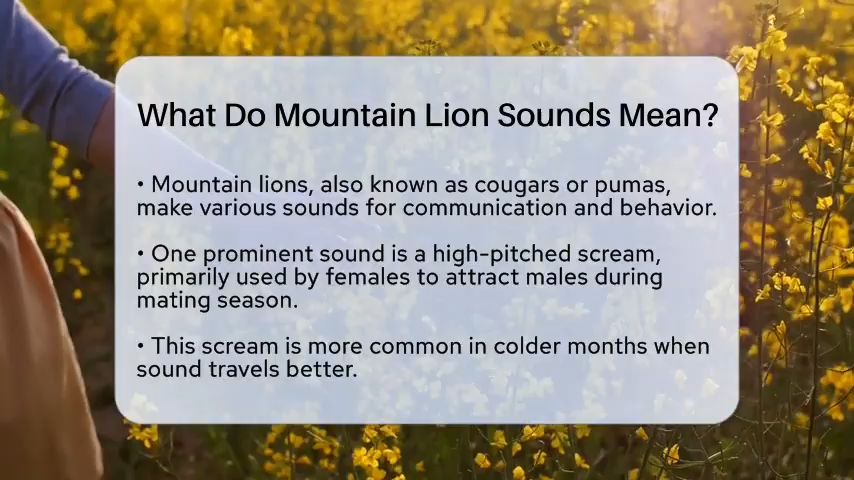 What Do Mountain Lion Sounds Mean?
• Mountain lions, also known as cougars or pumas,
make various sounds for communication and behavior.
• One prominent sound is a high-pitched scream,
primarily used by females to attract males during
mating season.
• This scream is more common in colder months when
sound travels better.